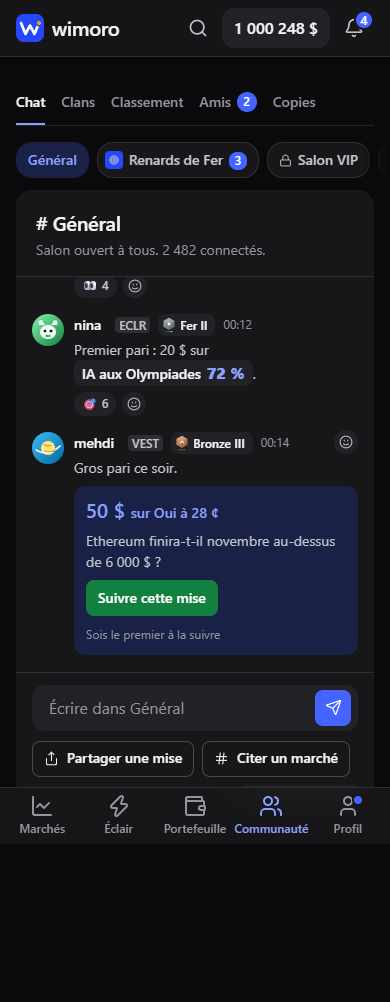 wimoro
1 000 248 $
4
Chat
Clans
Classement
Amis 2
Copies
Général
Renards de Fer 3
Salon VIP
# Général
Salon ouvert à tous. 2 482 connectés.
4
nina ECLR Fer II 00:12
Premier pari : 20 $ sur
IA aux Olympiades 72 % .
6
mehdi VEST Bronze III 00:14
Gros pari ce soir.
50 $ sur Oui à 28 ¢
Ethereum finira-t-il novembre au-dessus
de 6 000 $ ?
Suivre cette mise
Sois le premier à la suivre
Écrire dans Général
Partager une mise
# Citer un marché
Marchés
Éclair
Portefeuille
Communauté
Profil